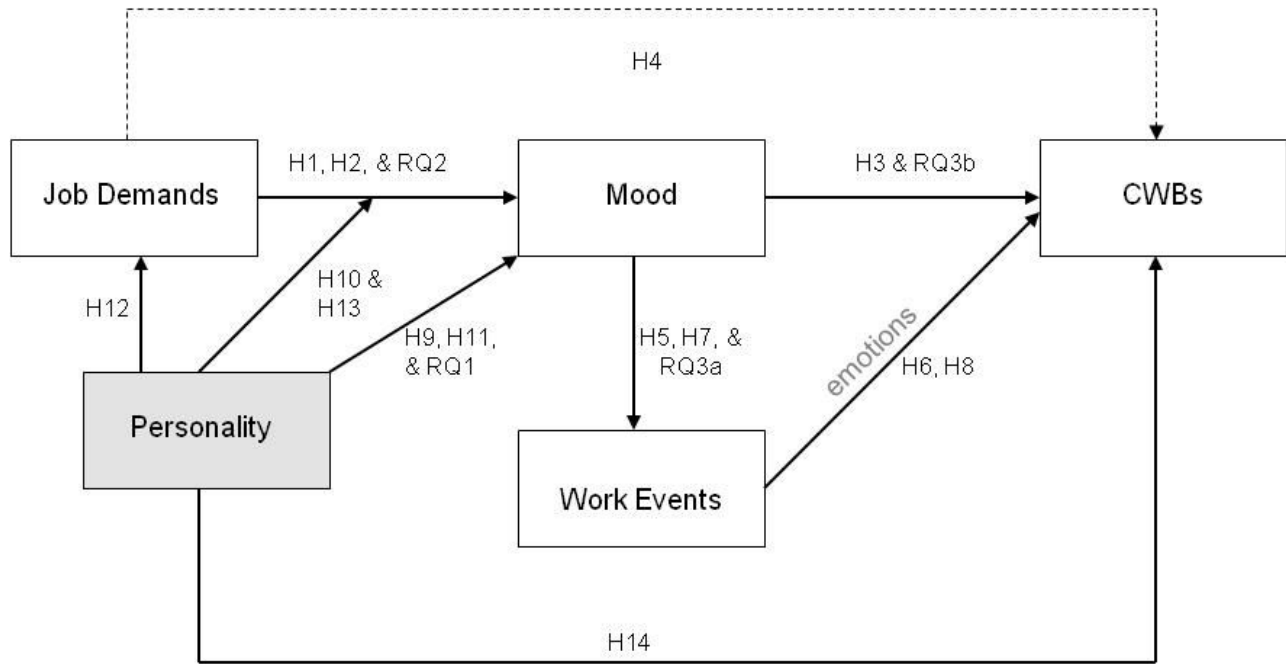 H4
Job Demands
H1, H2, & RQ2
Mood
H3 & RQ3b
CWBs
H12
H10 &
H13
H9, H11,
& RQ1
H5, H7, &
RQ3a
emotions
H6, H8
Personality
Work Events
H14